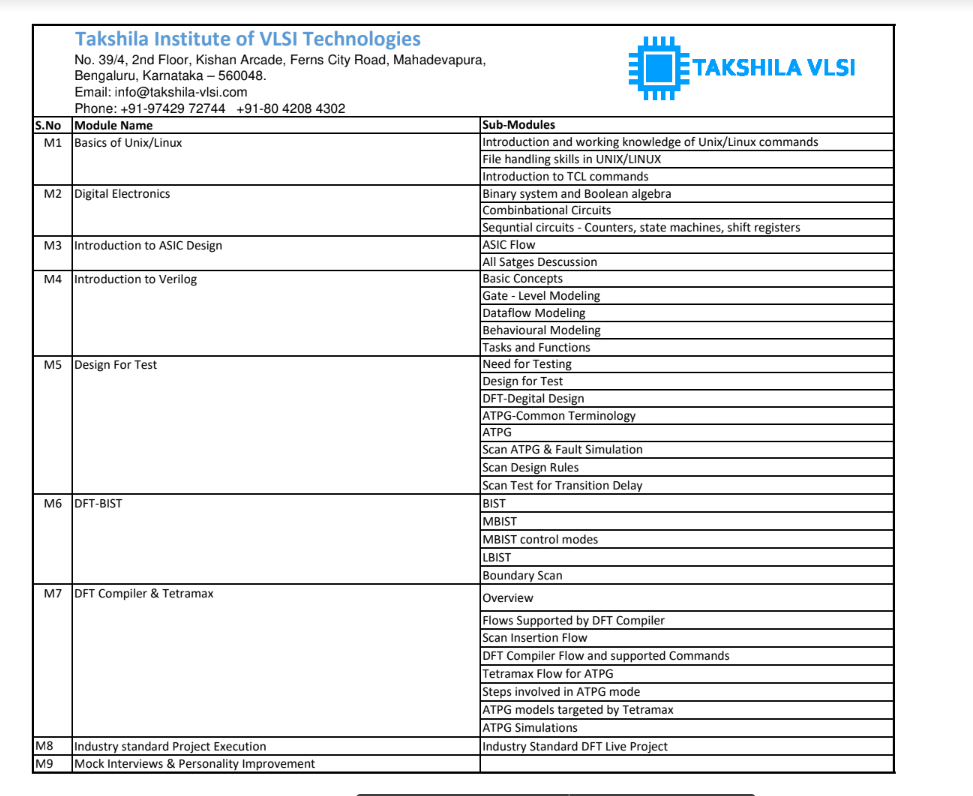 Takshila Institute of VLSI Technologies
No. 39/4, 2nd Floor, Kishan Arcade, Ferns City Road, Mahadevapura,
Bengaluru, Karnataka – 560048.
Email: info@takshila-vlsi.com
Phone: +91-97429 72744 +91-80 4208 4302
TAKSHILA VLSI
S.No Module Name Sub-Modules
M1 Basics of Unix/Linux Introduction and working knowledge of Unix/Linux commands
File handling skills in UNIX/LINUX
Introduction to TCL commands
M2 Digital Electronics Binary system and Boolean algebra
Combinbational Circuits
Sequntial circuits - Counters, state machines, shift registers
M3 Introduction to ASIC Design ASIC Flow
All Satges Descussion
M4 Introduction to Verilog Basic Concepts
Gate - Level Modeling
Dataflow Modeling
Behavioural Modeling
Tasks and Functions
M5 Design For Test Need for Testing
Design for Test
DFT-Degital Design
ATPG-Common Terminology
ATPG
Scan ATPG & Fault Simulation
Scan Design Rules
Scan Test for Transition Delay
M6 DFT-BIST BIST
MBIST
MBIST control modes
LBIST
Boundary Scan
M7 DFT Compiler & Tetramax Overview
Flows Supported by DFT Compiler
Scan Insertion Flow
DFT Compiler Flow and supported Commands
Tetramax Flow for ATPG
Steps involved in ATPG mode
ATPG models targeted by Tetramax
ATPG Simulations
M8 Industry standard Project Execution Industry Standard DFT Live Project
M9 Mock Interviews & Personality Improvement